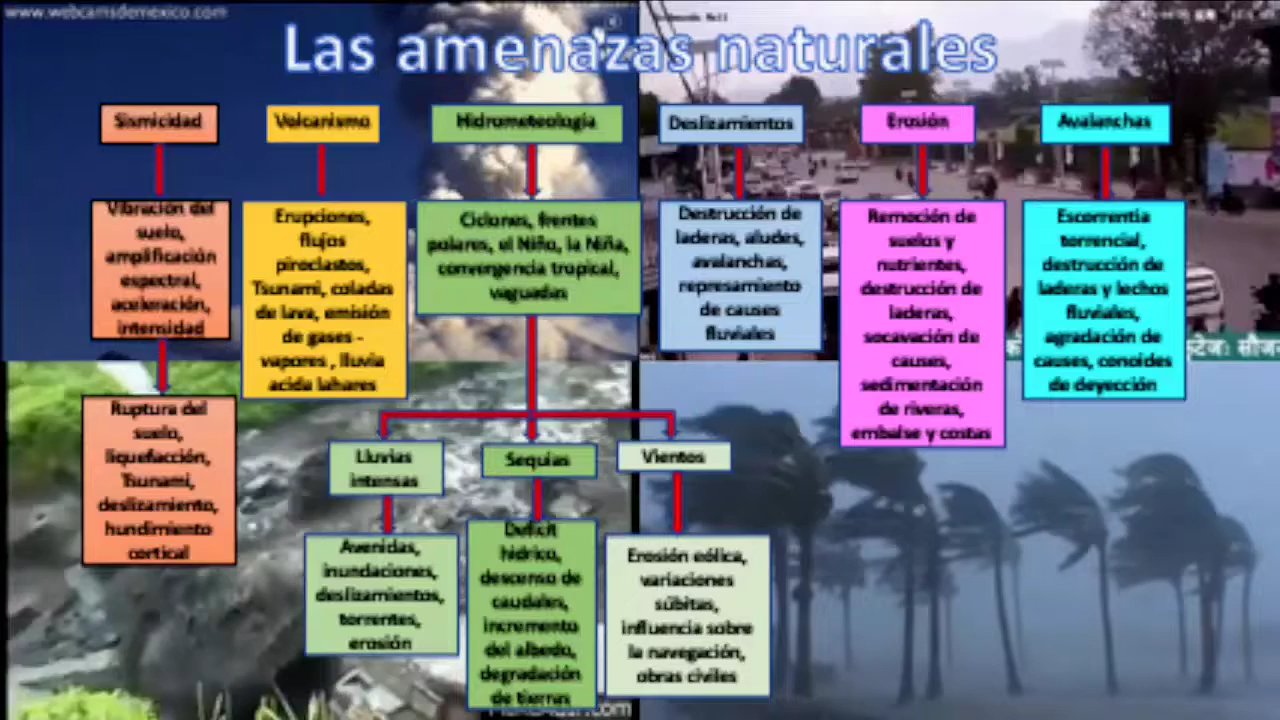 www.webcamsdemexico.com
Las amenazas naturales
Sismicidad
Volcanismo
Hidrometeología
Deslizamientos
Erosión
Avalanchas
Vibración del
suelo,
amplificación
espectral,
aceleración,
intensidad
Erupciones,
flujos
piroclastos,
Tsunami, coladas
de lava, emisión
de gases -
vapores , lluvia
acida lahares
Ciclones, frentes
polares, el Niño, la Niña,
convergencia tropical,
vaguadas
Destrucción de
laderas, aludes,
avalanchas,
represamiento
de causes
fluviales
Remoción de
suelos y
nutrientes,
destrucción de
laderas,
socavación de
causes,
sedimentación
de riveras,
embalse y costas
Escorrentia
torrencial,
destrucción de
laderas y lechos
fluviales,
agradación de
causes, conoides
de deyección
Ruptura del
suelo,
liquefacción,
Tsunami,
deslizamiento,
hundimiento
cortical
Lluvias
intensas
Sequias
Vientos
Avenidas,
inundaciones,
deslizamientos,
torrentes,
erosión
Deficit
hídrico,
descenso de
caudales,
incremento
del albedo,
degradación
de tierras
Erosión eólica,
variaciones
súbitas,
influencia sobre
la navegación,
obras civiles